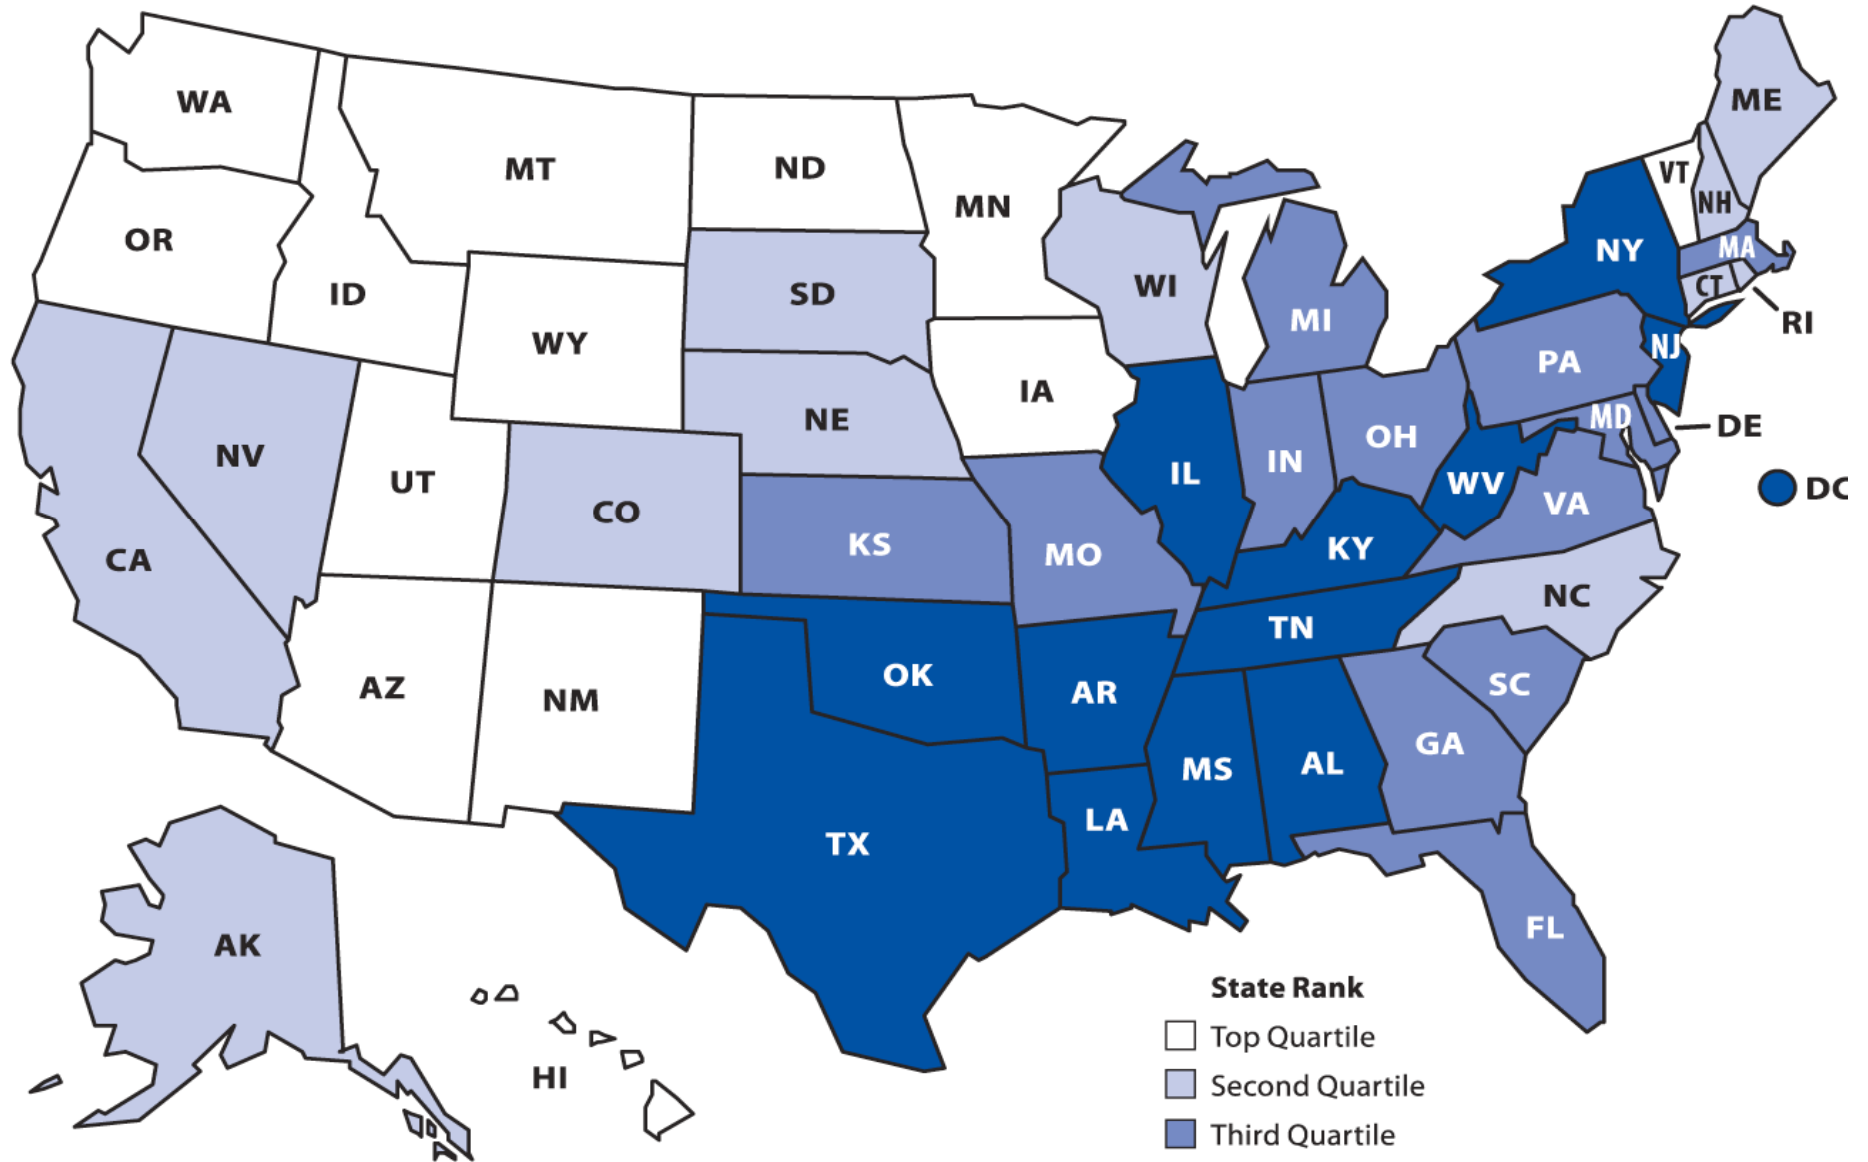 WA
MT
ND
MN
ME
VT
NH
OR
ID
WY
SD
WI
MI
NY
MA
CT
RI
NV
UT
CO
NE
IA
IL
IN
OH
PA
NJ
MD
DE
DC
CA
KS
MO
KY
WV
VA
AZ
NM
OK
AR
TN
NC
SC
TX
LA
MS
AL
GA
FL
AK
HI
State Rank
Top Quartile
Second Quartile
Third Quartile